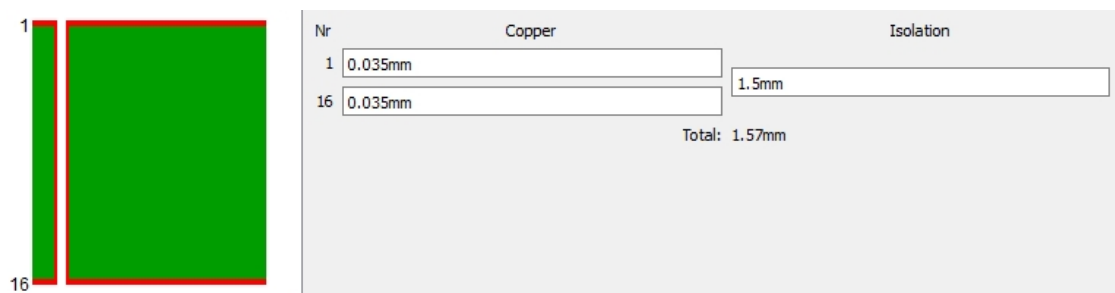 1
16
Nr Copper Isolation
1 0.035mm
1.5mm
16 0.035mm
Total: 1.57mm